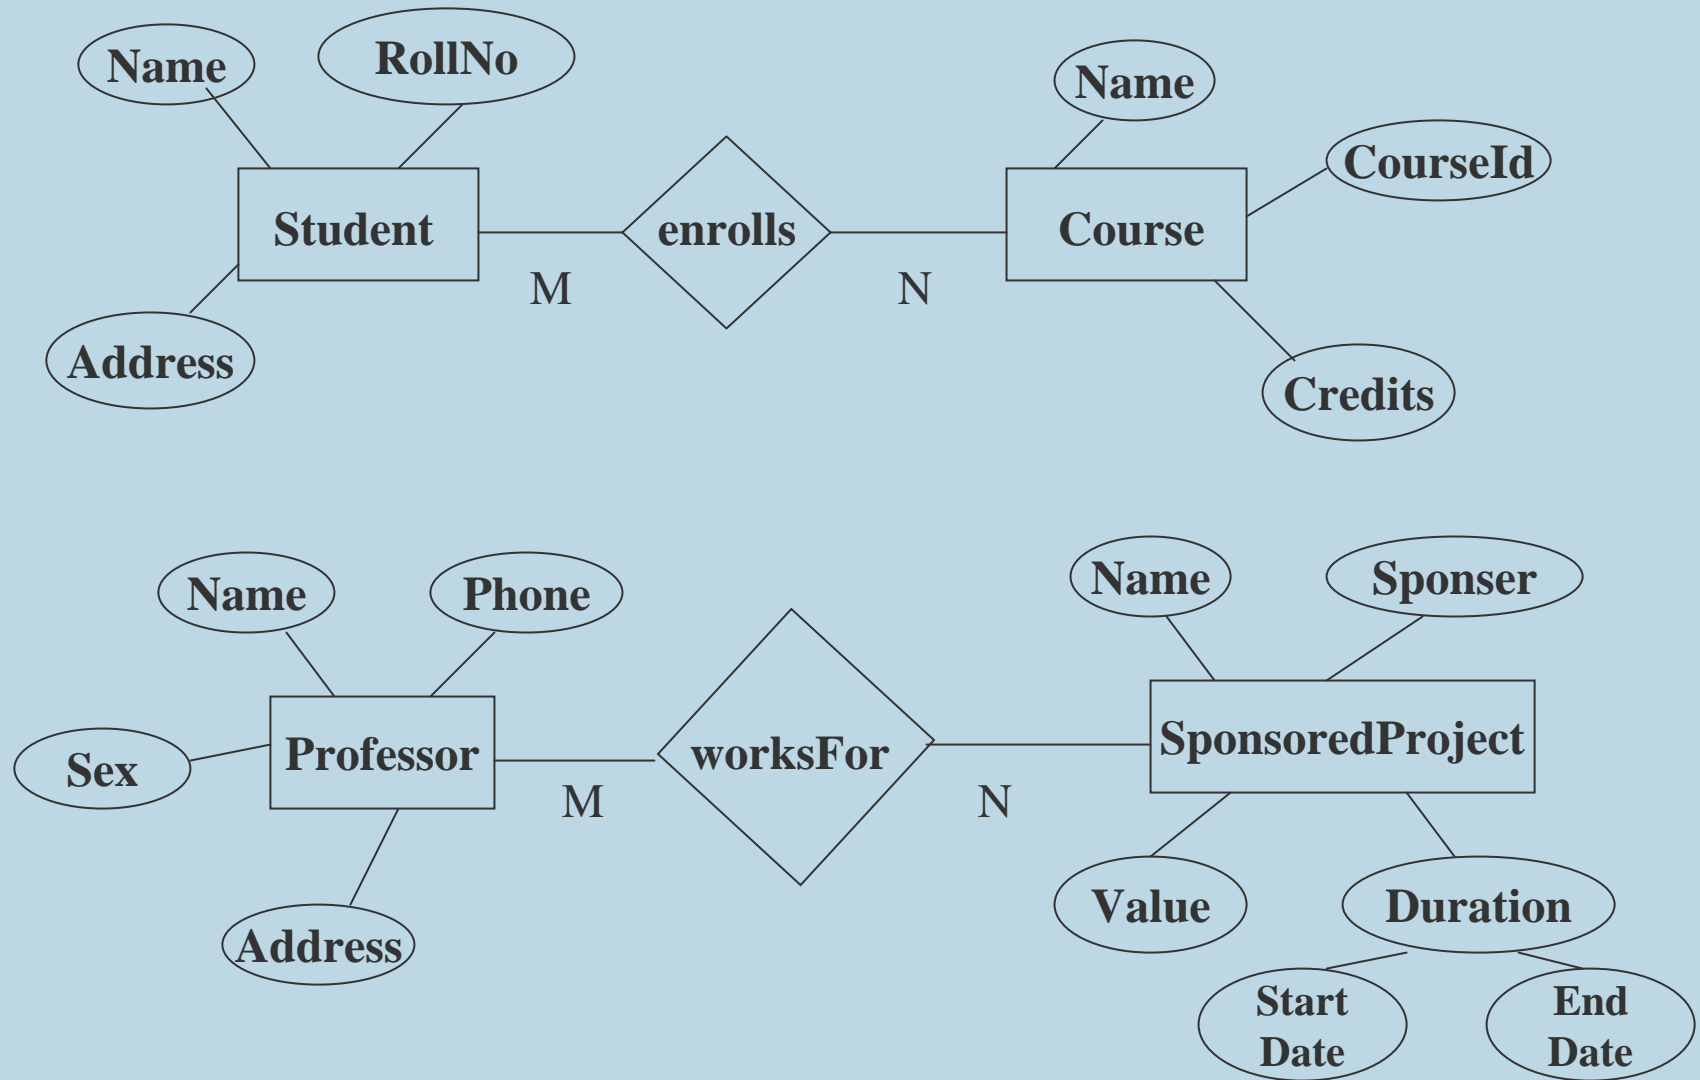 Name
RollNo
Name
CourseId
Student
enrolls
Course
M
N
Address
Credits
Name
Phone
Name
Sponser
Sex
Professor
worksFor
SponsoredProject
M
N
Value
Duration
Address
Start
Date
End
Date